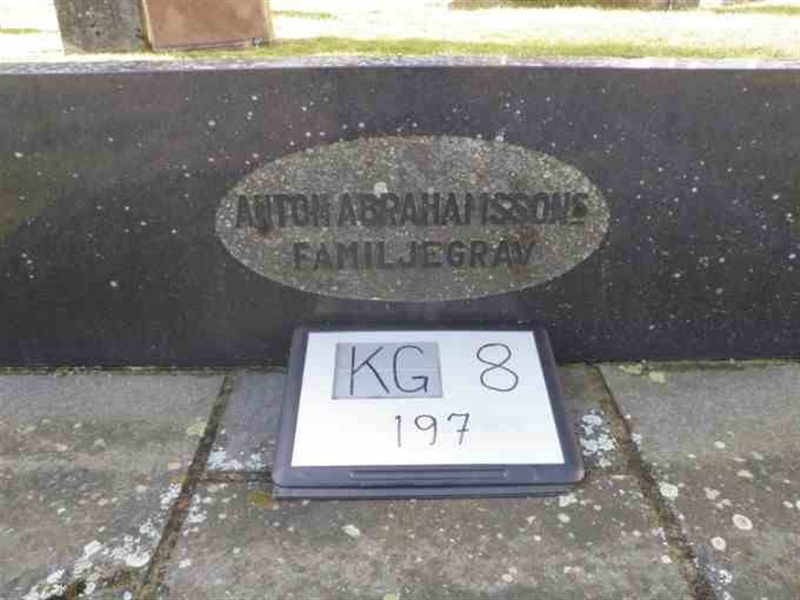 ANTON ABRAHAMSSONS
FAMILJEGRAV
KG 8
197